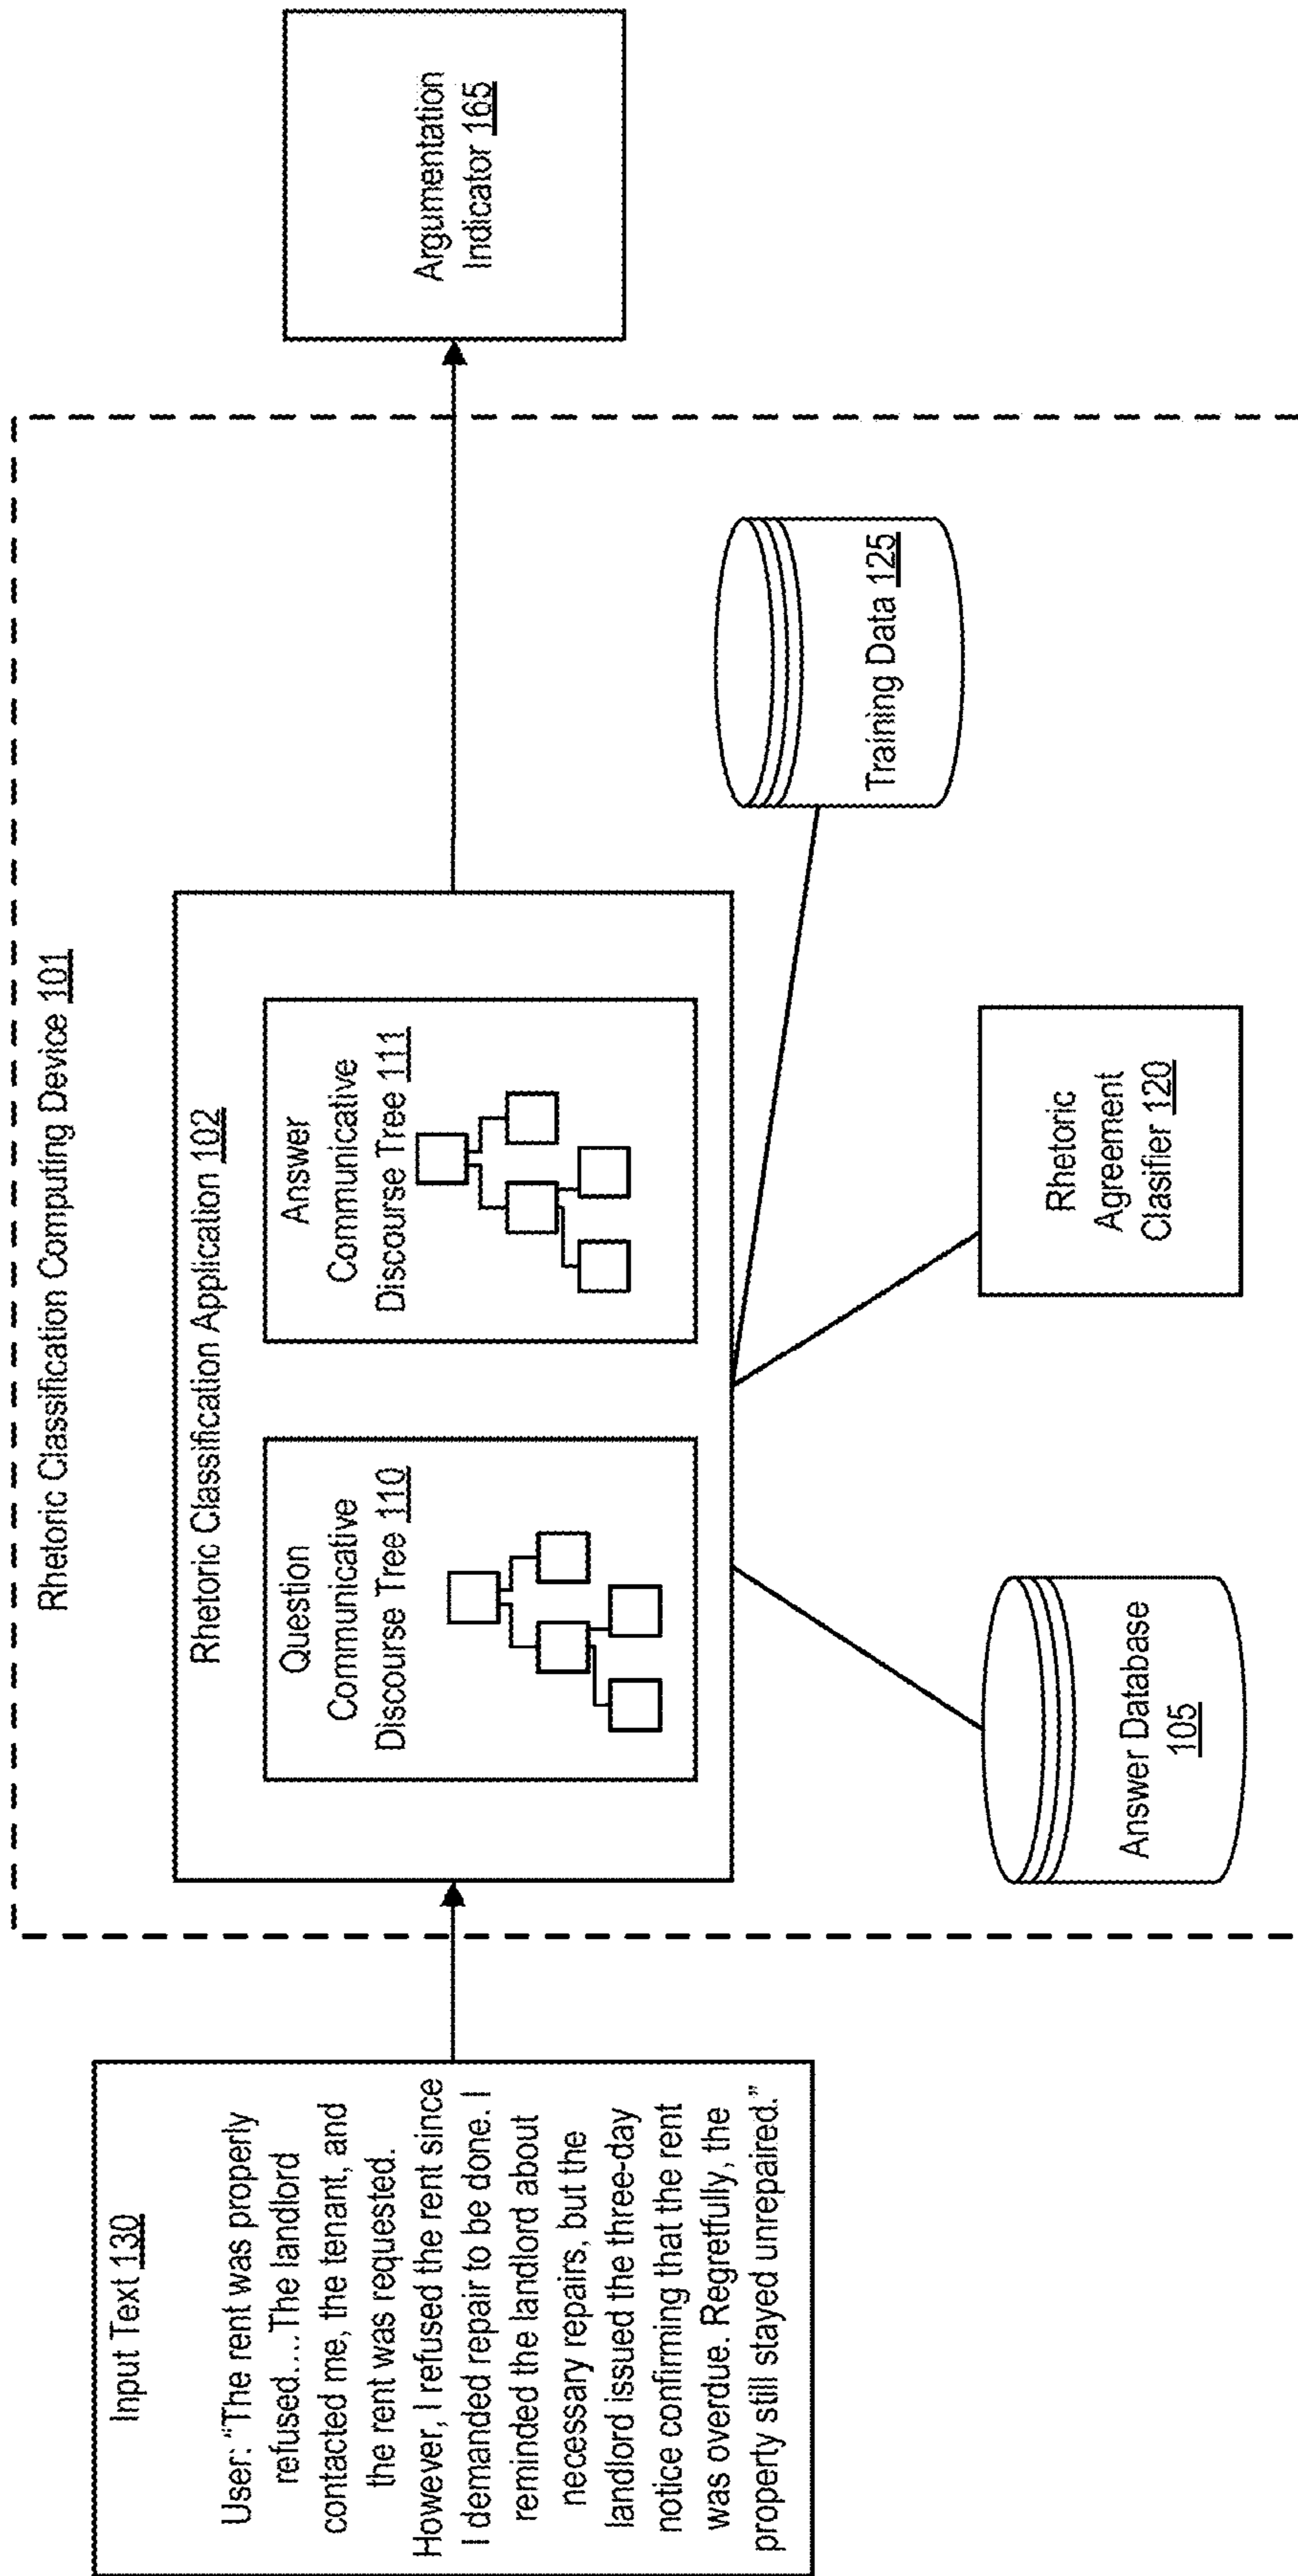 Input Text 130
User: “The rent was properly
refused....The landlord
contacted me, the tenant, and
the rent was requested.
However, I refused the rent since
I demanded repair to be done. I
reminded the landlord about
necessary repairs, but the
landlord issued the three-day
notice confirming that the rent
was overdue. Regretfully, the
property still stayed unrepaired.”
Rhetoric Classification Computing Device 101
Rhetoric Classification Application 102
Question
Communicative
Discourse Tree 110
Answer
Communicative
Discourse Tree 111
Answer Database
105
Rhetoric
Agreement
Clasifier 120
Training Data 125
Argumentation
Indicator 165